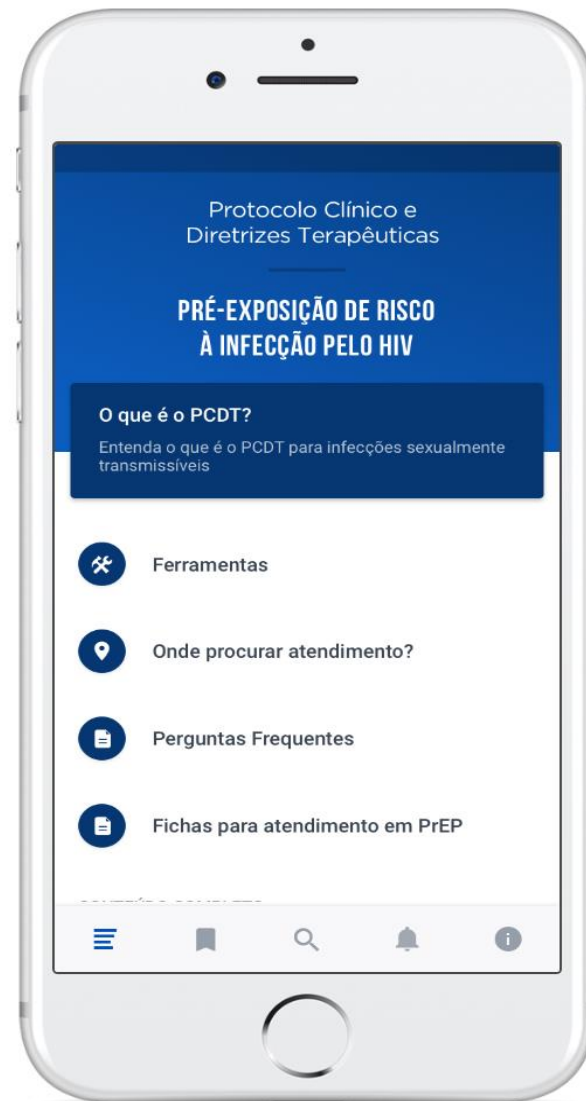 Protocolo Clínico e
Diretrizes Terapêuticas
PRÉ-EXPOSIÇÃO DE RISCO
À INFECÇÃO PELO HIV
O que é o PCDT?
Entenda o que é o PCDT para infecções sexualmente
transmissíveis
Ferramentas
Onde procurar atendimento?
Perguntas Frequentes
Fichas para atendimento em PrEP